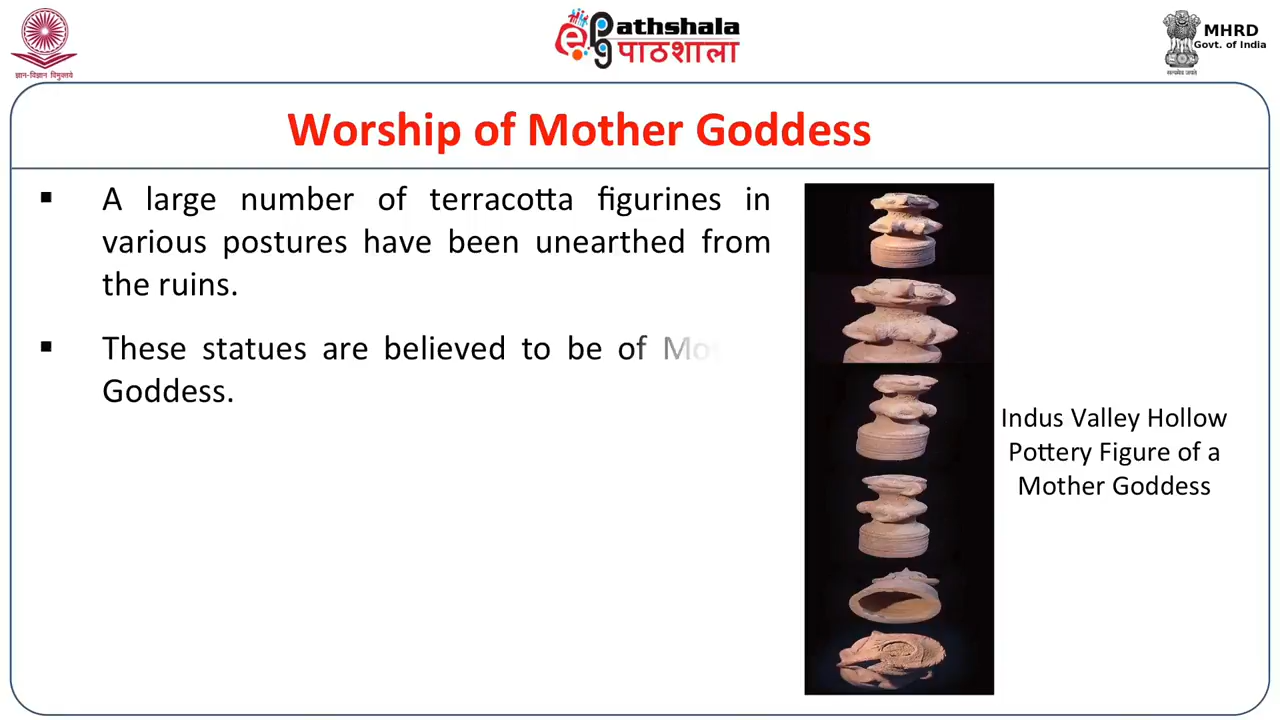 ज्ञान-विज्ञान विमुक्तये
ePG Pathshala
पाठशाला
MHRD
Govt. of India
सत्यमेव जयते
Worship of Mother Goddess
▪ A large number of terracotta figurines in
various postures have been unearthed from
the ruins.
▪ These statues are believed to be of
Goddess.
Indus Valley Hollow
Pottery Figure of a
Mother Goddess